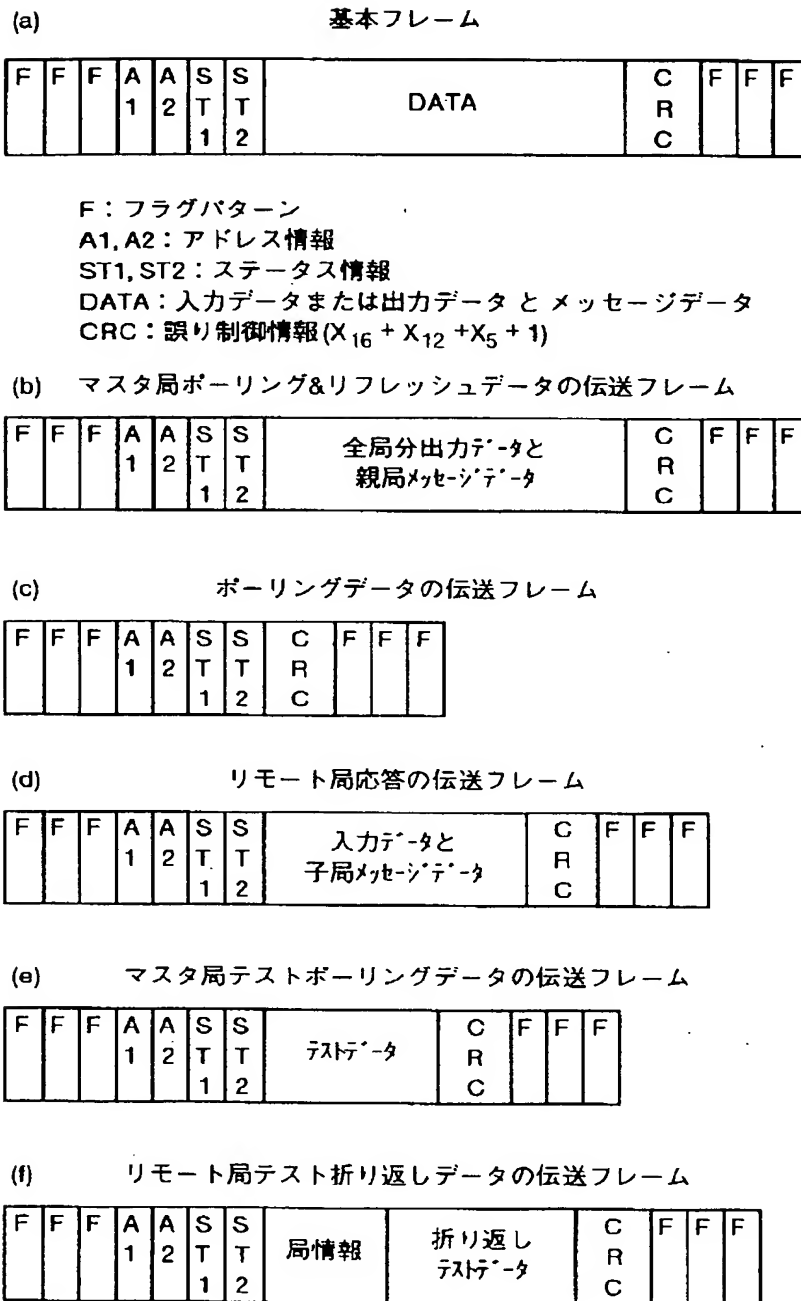 (a) 基本フレーム
F F F A1 A2 ST1 ST2 DATA CRC F F F
F：フラグパターン
A1, A2：アドレス情報
ST1, ST2：ステータス情報
DATA：入力データまたは出力データ と メッセージデータ
CRC：誤り制御情報(X16 + X12 +X5 + 1)
(b) マスタ局ポーリング&リフレッシュデータの伝送フレーム
F F F A1 A2 ST1 ST2 全局分出力ﾃﾞｰﾀと
親局ﾒｯｾｰｼﾞﾃﾞｰﾀ CRC F F F
(c) ポーリングデータの伝送フレーム
F F F A1 A2 ST1 ST2 CRC F F F
(d) リモート局応答の伝送フレーム
F F F A1 A2 ST1 ST2 入力ﾃﾞｰﾀと
子局ﾒｯｾｰｼﾞﾃﾞｰﾀ CRC F F F
(e) マスタ局テストポーリングデータの伝送フレーム
F F F A1 A2 ST1 ST2 ﾃｽﾄﾃﾞｰﾀ CRC F F F
(f) リモート局テスト折り返しデータの伝送フレーム
F F F A1 A2 ST1 ST2 局情報 折り返し
ﾃｽﾄﾃﾞｰﾀ CRC F F F